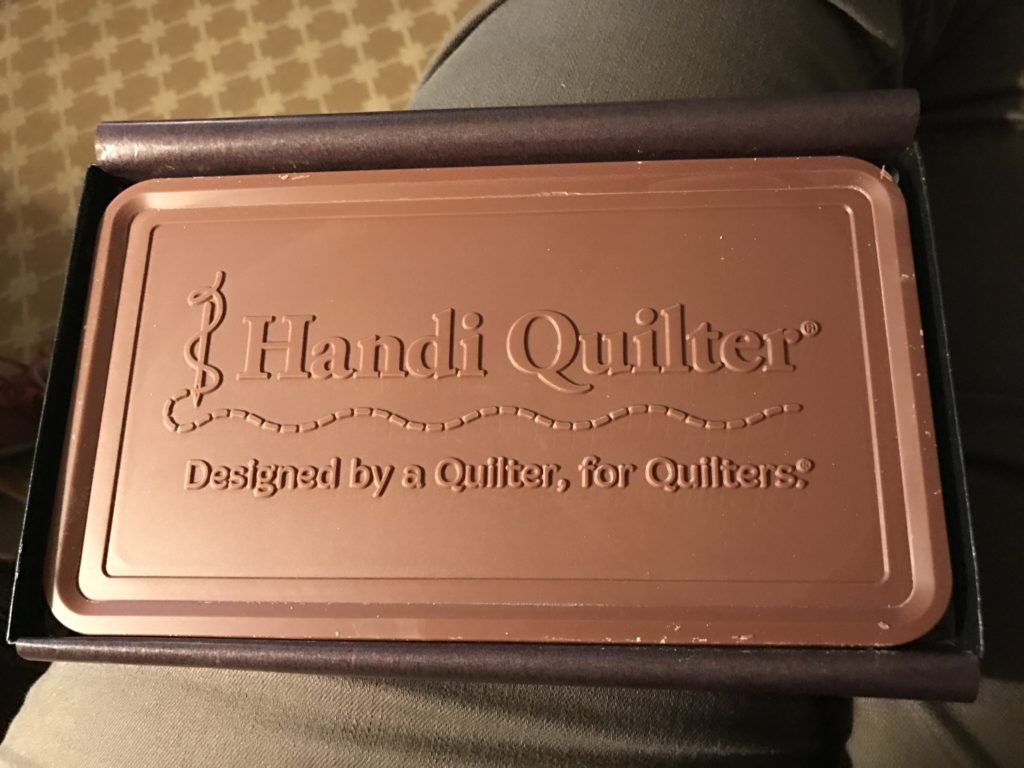 Handi Quilter®
Designed by a Quilter, for Quilters.®